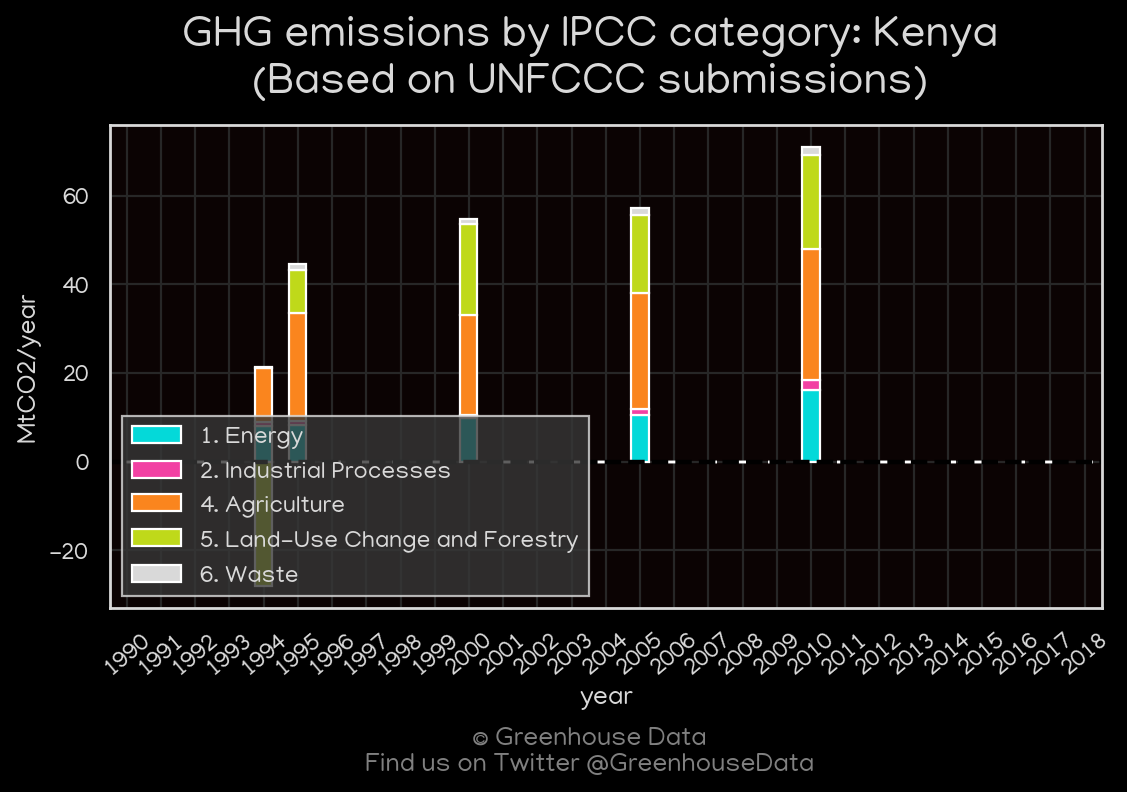 GHG emissions by IPCC category: Kenya
(Based on UNFCCC submissions)
MtCO2/year
60
40
20
0
−20
1. Energy
2. Industrial Processes
4. Agriculture
5. Land-Use Change and Forestry
6. Waste
1990 1991 1992 1993 1994 1995 1996 1997 1998 1999 2000 2001 2002 2003 2004 2005 2006 2007 2008 2009 2010 2011 2012 2013 2014 2015 2016 2017 2018
year
© Greenhouse Data
Find us on Twitter @GreenhouseData